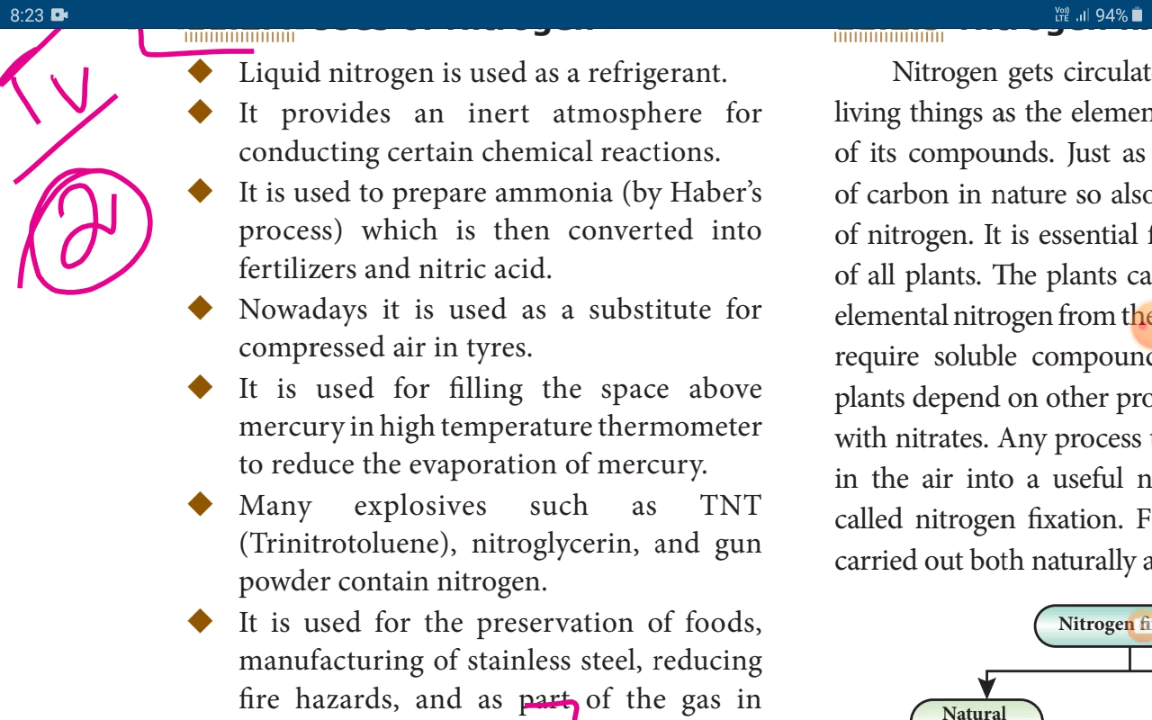 8:23
VoLTE 94%
Uses of Nitrogen
IV
2
Liquid nitrogen is used as a refrigerant.
It provides an inert atmosphere for
conducting certain chemical reactions.
It is used to prepare ammonia (by Haber's
process) which is then converted into
fertilizers and nitric acid.
Nowadays it is used as a substitute for
compressed air in tyres.
It is used for filling the space above
mercury in high temperature thermometer
to reduce the evaporation of mercury.
Many explosives such as TNT
(Trinitrotoluene), nitroglycerin, and gun
powder contain nitrogen.
It is used for the preservation of foods,
manufacturing of stainless steel, reducing
fire hazards, and as part of the gas in
Nitrogen gets circulat
living things as the elemen
of its compounds. Just as
of carbon in nature so also
of nitrogen. It is essential f
of all plants. The plants ca
elemental nitrogen from the
require soluble compound
plants depend on other pro
with nitrates. Any process t
in the air into a useful n
called nitrogen fixation. F
carried out both naturally a
Nitrogen fi
Natural